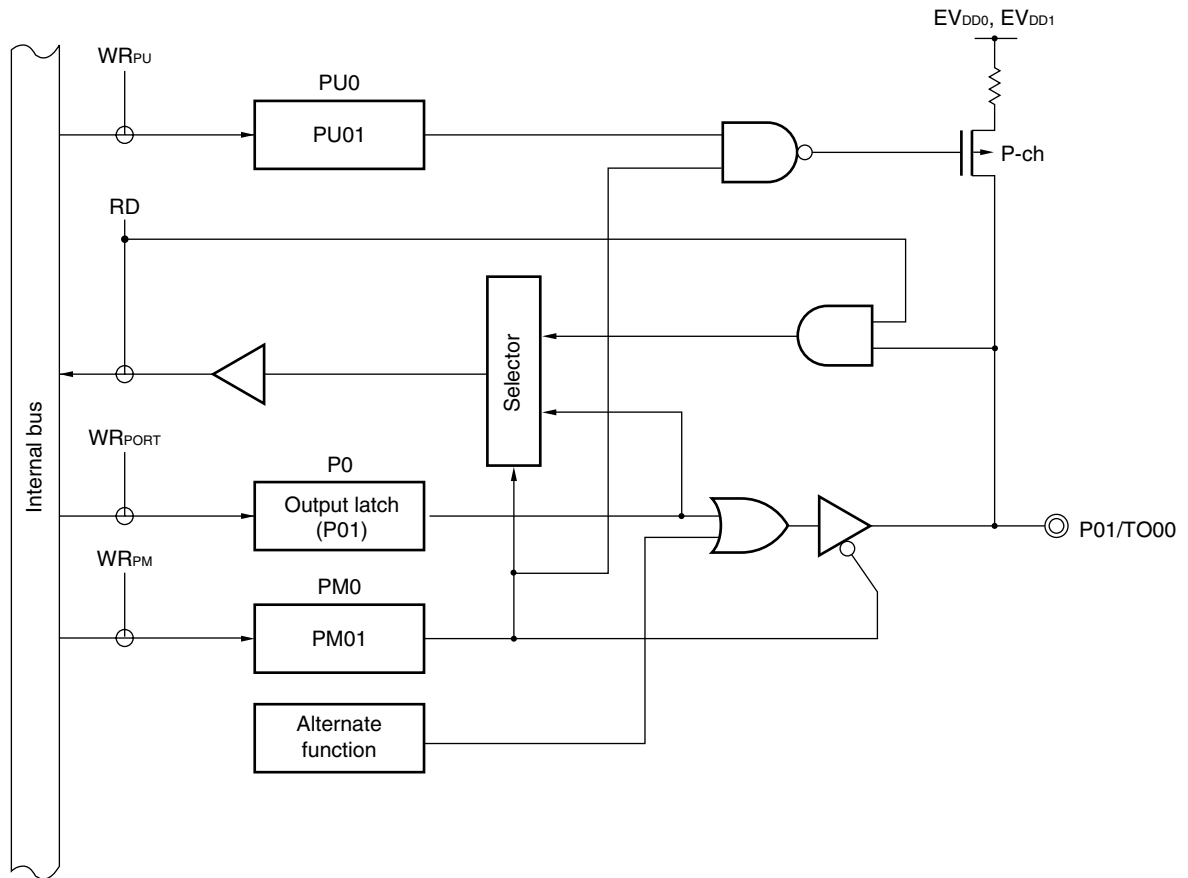 EVDD0, EVDD1
WRPU
PU0
PU01
P-ch
RD
Selector
Internal bus
WRPORT
P0
Output latch
(P01)
P01/TO00
WRPM
PM0
PM01
Alternate
function